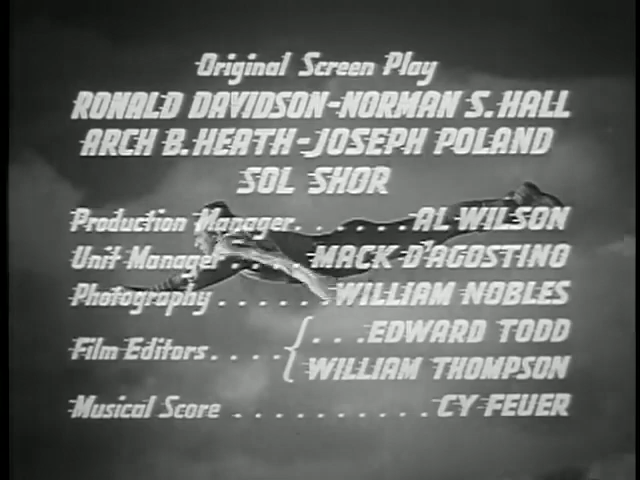 Original Screen Play
RONALD DAVIDSON-NORMAN S. HALL
ARCH B. HEATH-JOSEPH POLAND
SOL SHOR
Production Manager. . . . . . . AL WILSON
Unit Manager . . . . . MACK D'AGOSTINO
Photography . . . . . . . WILLIAM NOBLES
Film Editors. . . . { . . . EDWARD TODD
WILLIAM THOMPSON
Musical Score . . . . . . . . . . . CY FEUER